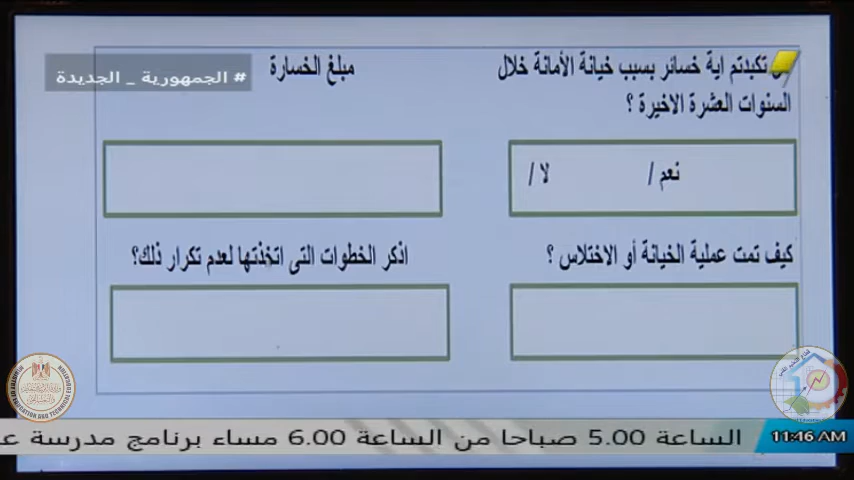 # الجمهورية _ الجديدة
تكبدتم اية خسائر بسبب خيانة الأمانة خلال
السنوات العشرة الاخيرة ؟
مبلغ الخسارة
نعم /
لا /
كيف تمت عملية الخيانة أو الاختلاس ؟
اذكر الخطوات التى اتخذتها لعدم تكرار ذلك؟
الساعة 5.00 صباحا من الساعة 6.00 مساء برنامج مدرسة
11:46 AM